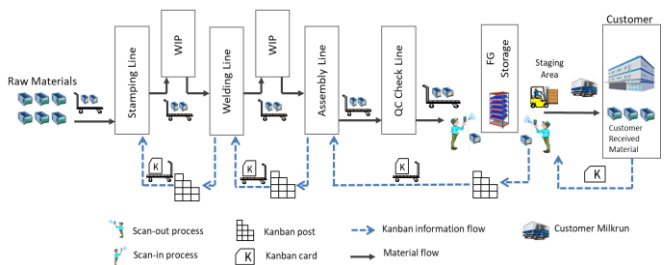 Customer
Raw Materials
Stamping Line
WIP
Welding Line
WIP
Assembly Line
QC Check Line
FG
Storage
Staging
Area
Customer
Received
Material
K
K
K
K
Scan-out process
Kanban post
Kanban information flow
Customer Milkrun
Scan-in process
K
Kanban card
Material flow